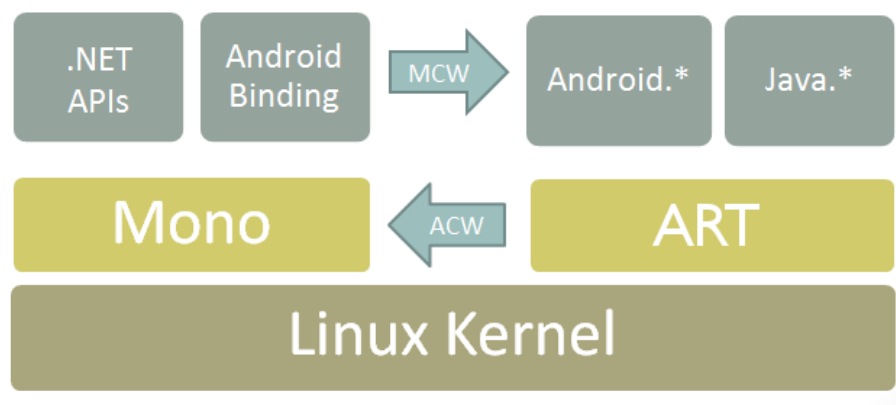 .NET
APIs
Android
Binding
MCW
Android.*
Java.*
Mono
ACW
ART
Linux Kernel